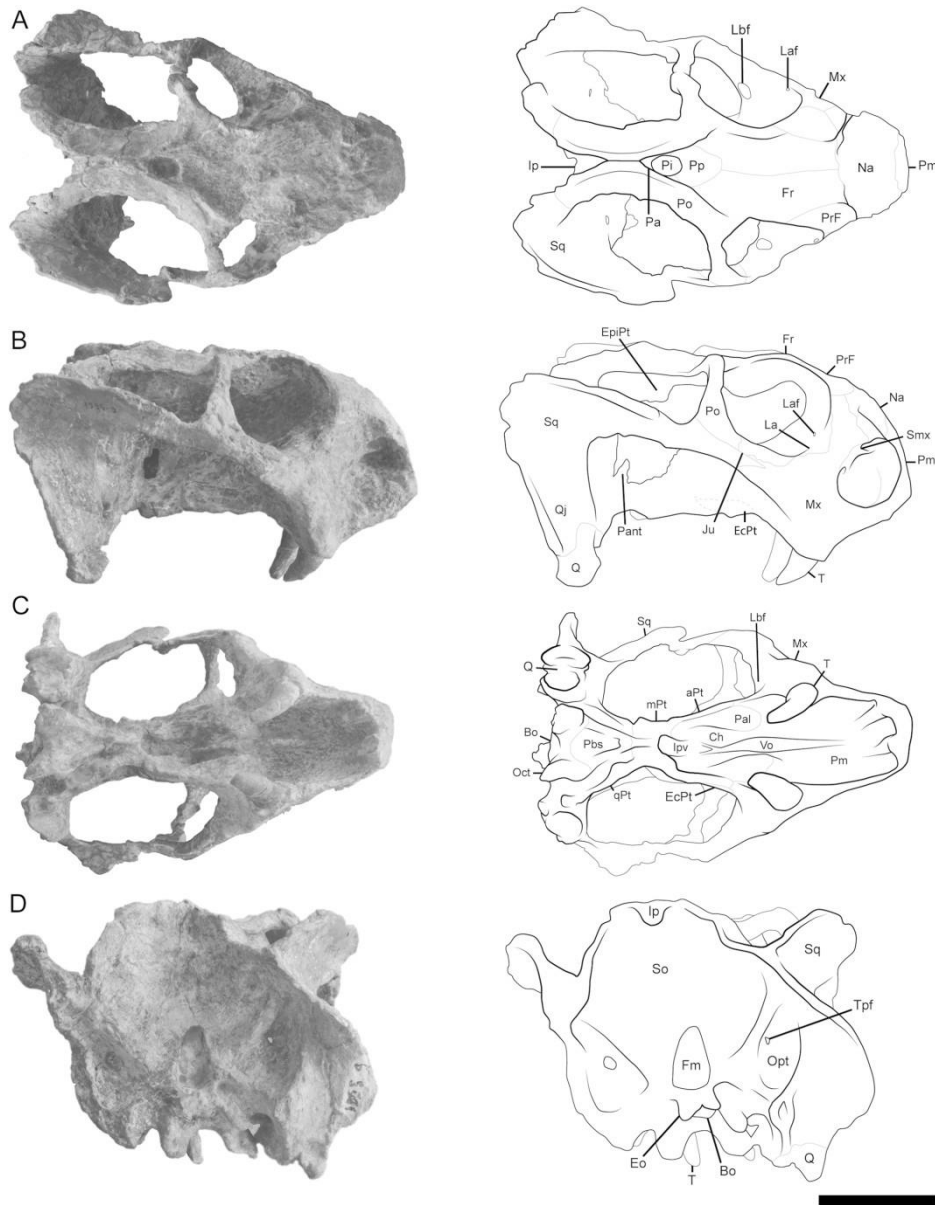 A
Lbf
Laf
Mx
Ip
Pi
Pp
Na
Pm
Fr
Po
PrF
Pa
Sq
B
EpiPt
Fr
PrF
Po
Na
Sq
Laf
La
Smx
Pm
Qj
Mx
Pant
Ju
EcPt
Q
T
C
Sq
Lbf
Mx
Q
T
mPt
aPt
Pal
Bo
Pbs
Ipv
Ch
Vo
Pm
Oct
qPt
EcPt
D
Ip
So
Sq
Tpf
Fm
Opt
Eo
Bo
Q
T